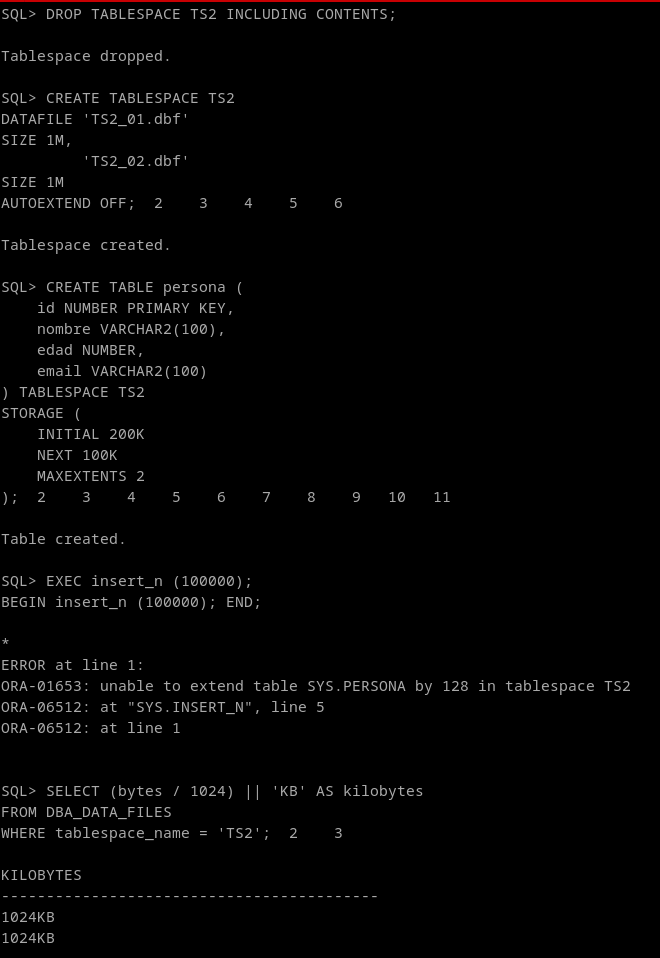 SQL> DROP TABLESPACE TS2 INCLUDING CONTENTS;
Tablespace dropped.
SQL> CREATE TABLESPACE TS2
DATAFILE 'TS2_01.dbf'
SIZE 1M,
         'TS2_02.dbf'
SIZE 1M
AUTOEXTEND OFF;  2    3    4    5    6
Tablespace created.
SQL> CREATE TABLE persona (
    id NUMBER PRIMARY KEY,
    nombre VARCHAR2(100),
    edad NUMBER,
    email VARCHAR2(100)
) TABLESPACE TS2
STORAGE (
    INITIAL 200K
    NEXT 100K
    MAXEXTENTS 2
);  2    3    4    5    6    7    8    9   10   11
Table created.
SQL> EXEC insert_n (100000);
BEGIN insert_n (100000); END;
*
ERROR at line 1:
ORA-01653: unable to extend table SYS.PERSONA by 128 in tablespace TS2
ORA-06512: at "SYS.INSERT_N", line 5
ORA-06512: at line 1
SQL> SELECT (bytes / 1024) || 'KB' AS kilobytes
FROM DBA_DATA_FILES
WHERE tablespace_name = 'TS2';  2    3
KILOBYTES
------------------------------------------
1024KB
1024KB